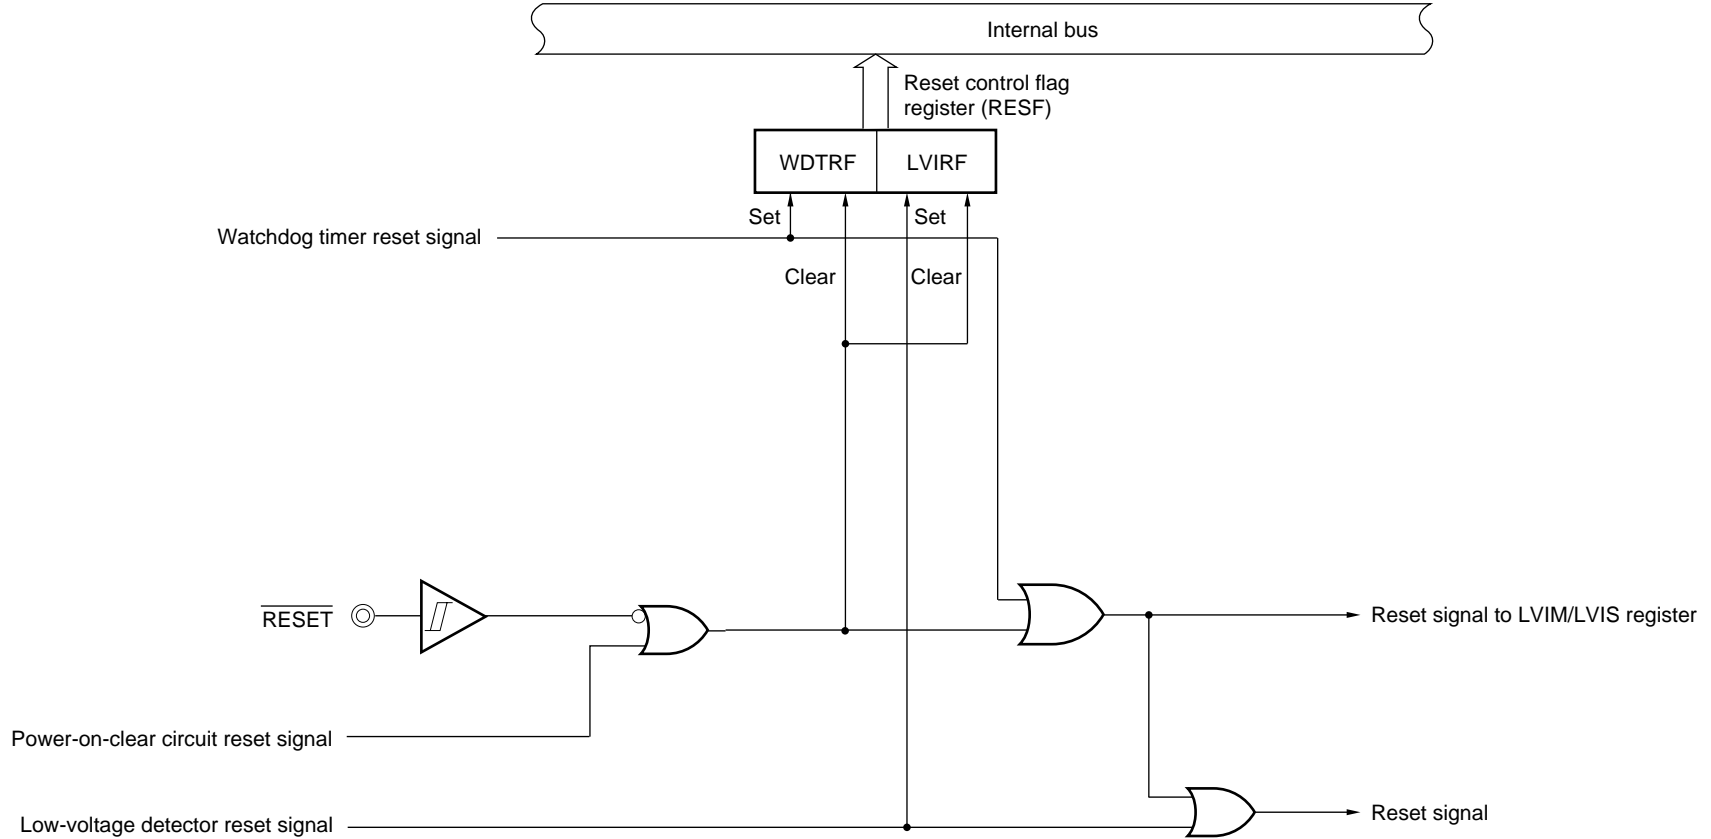 Internal bus
Reset control flag
register (RESF)
WDTRF LVIRF
Set Set
Watchdog timer reset signal
Clear Clear
RESET
Reset signal to LVIM/LVIS register
Power-on-clear circuit reset signal
Reset signal
Low-voltage detector reset signal